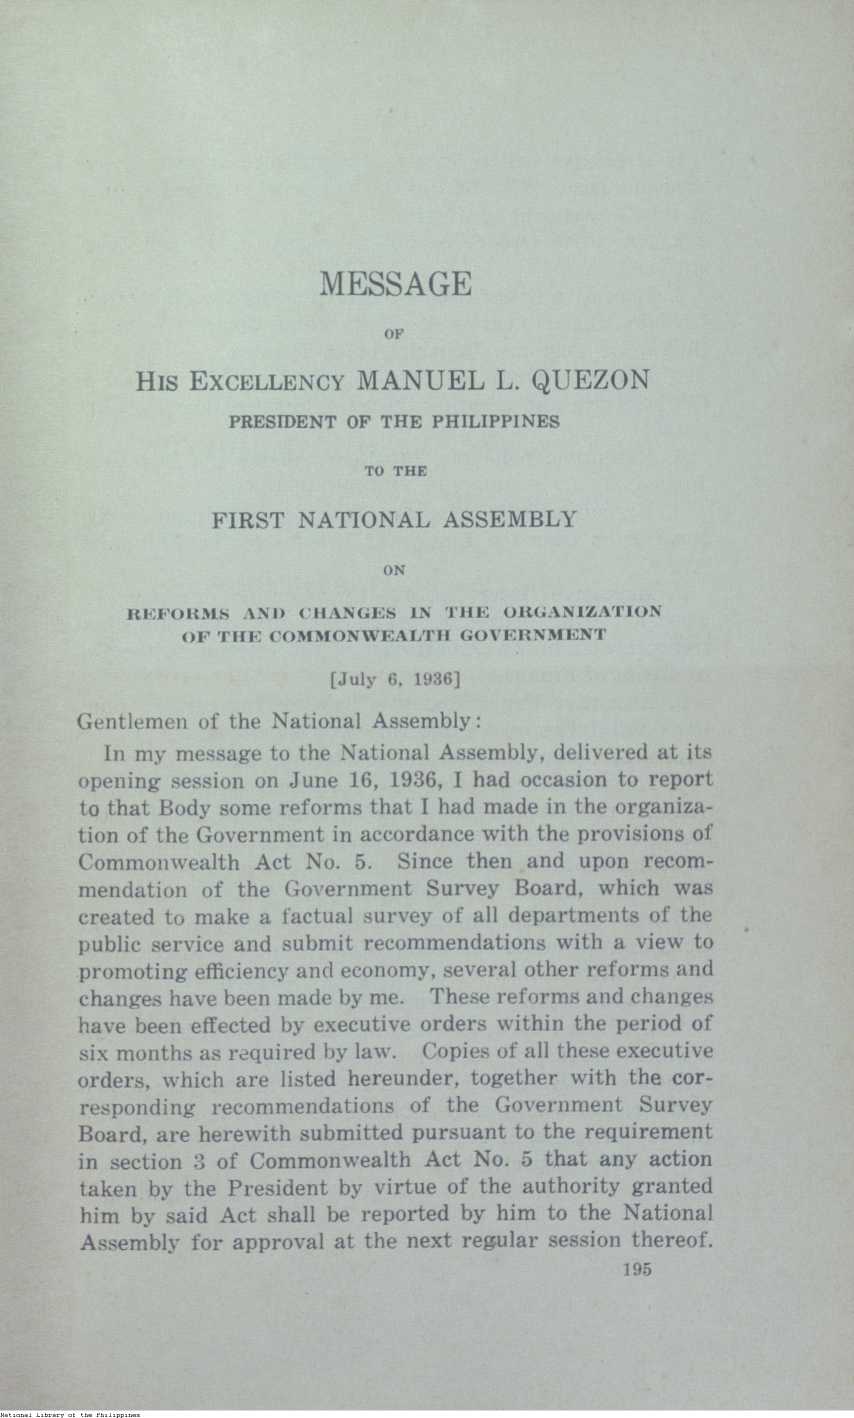 MESSAGE
OF
HIS EXCELLENCY MANUEL L. QUEZON
PRESIDENT OF THE PHILIPPINES
TO THE
FIRST NATIONAL ASSEMBLY
ON
REFORMS AND CHANGES IN THE ORGANIZATION
OF THE COMMONWEALTH GOVERNMENT
[July 6, 1936]
Gentlemen of the National Assembly:
In my message to the National Assembly, delivered at its
opening session on June 16, 1936, I had occasion to report
to that Body some reforms that I had made in the organiza-
tion of the Government in accordance with the provisions of
Commonwealth Act No. 5. Since then and upon recom-
mendation of the Government Survey Board, which was
created to make a factual survey of all departments of the
public service and submit recommendations with a view to
promoting efficiency and economy, several other reforms and
changes have been made by me. These reforms and changes
have been effected by executive orders within the period of
six months as required by law. Copies of all these executive
orders, which are listed hereunder, together with the cor-
responding recommendations of the Government Survey
Board, are herewith submitted pursuant to the requirement
in section 3 of Commonwealth Act No. 5 that any action
taken by the President by virtue of the authority granted
him by said Act shall be reported by him to the National
Assembly for approval at the next regular session thereof.
195
National Library of the Philippines